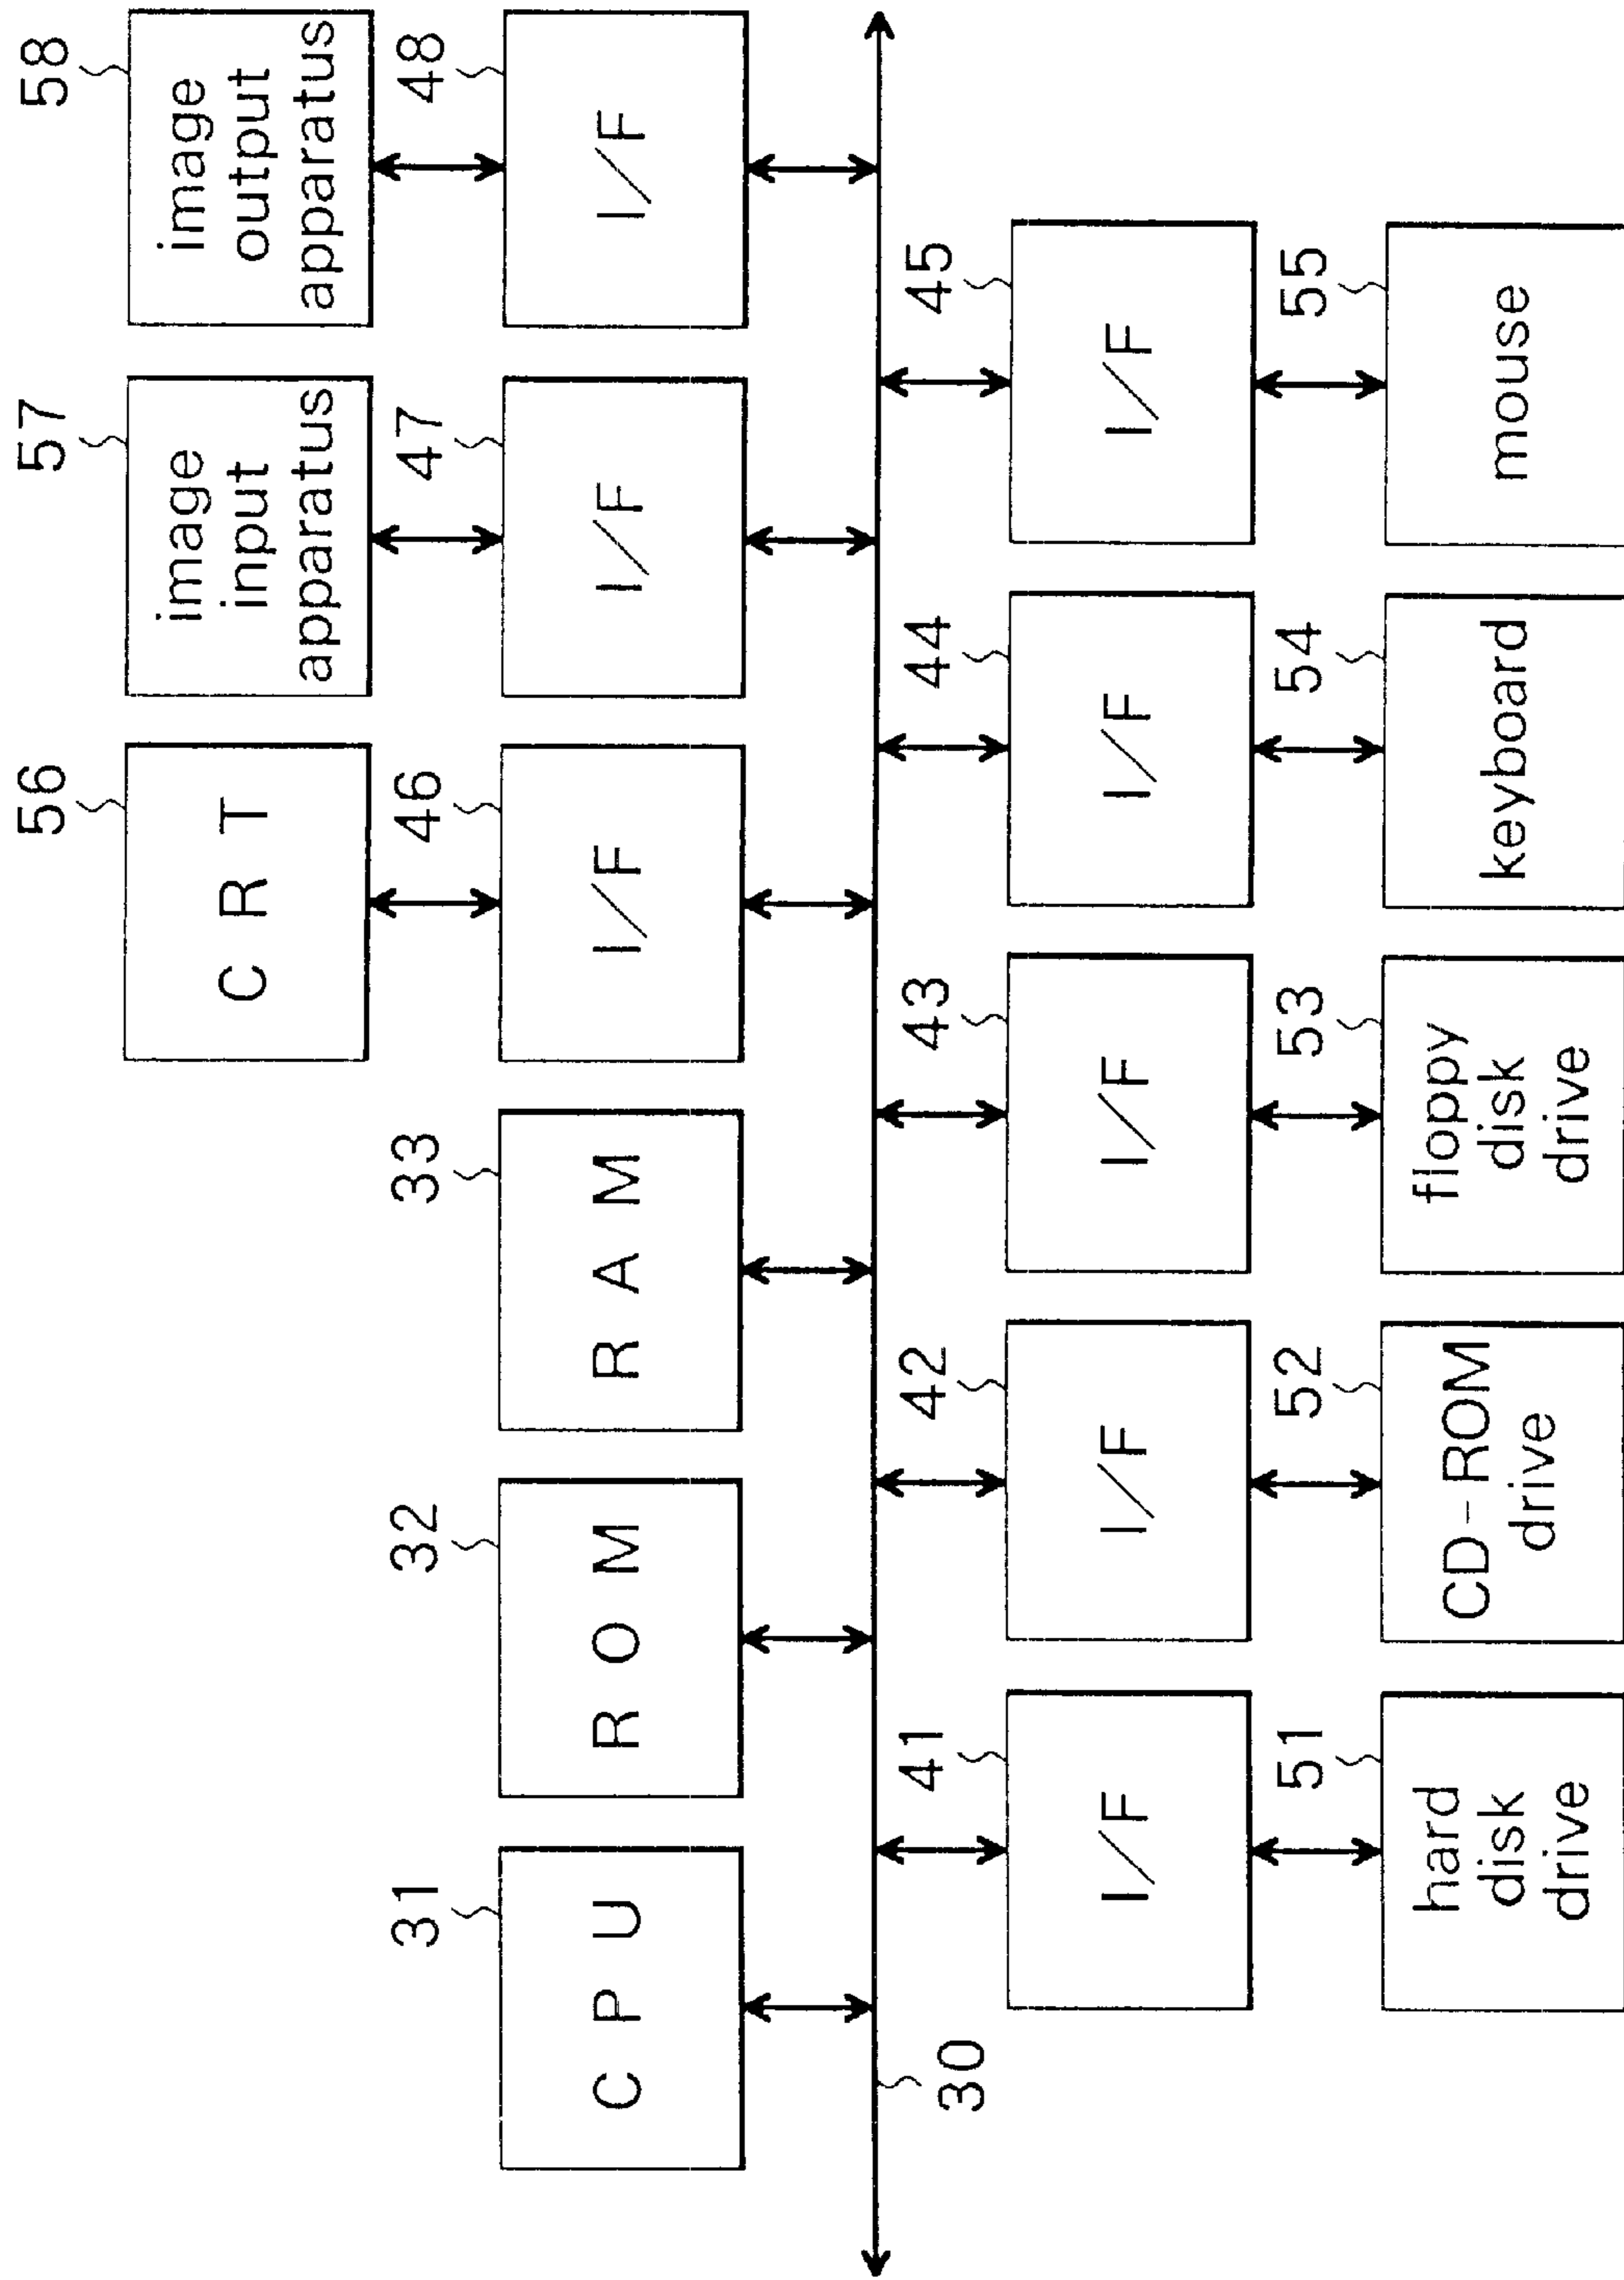 58
57
56
image
output
apparatus
image
input
apparatus
C R T
48
47
46
33
32
31
I/F
I/F
I/F
R A M
R O M
C P U
30
45
44
43
42
41
I/F
I/F
I/F
I/F
I/F
55
54
53
52
51
mouse
keyboard
floppy
disk
drive
CD-ROM
drive
hard
disk
drive